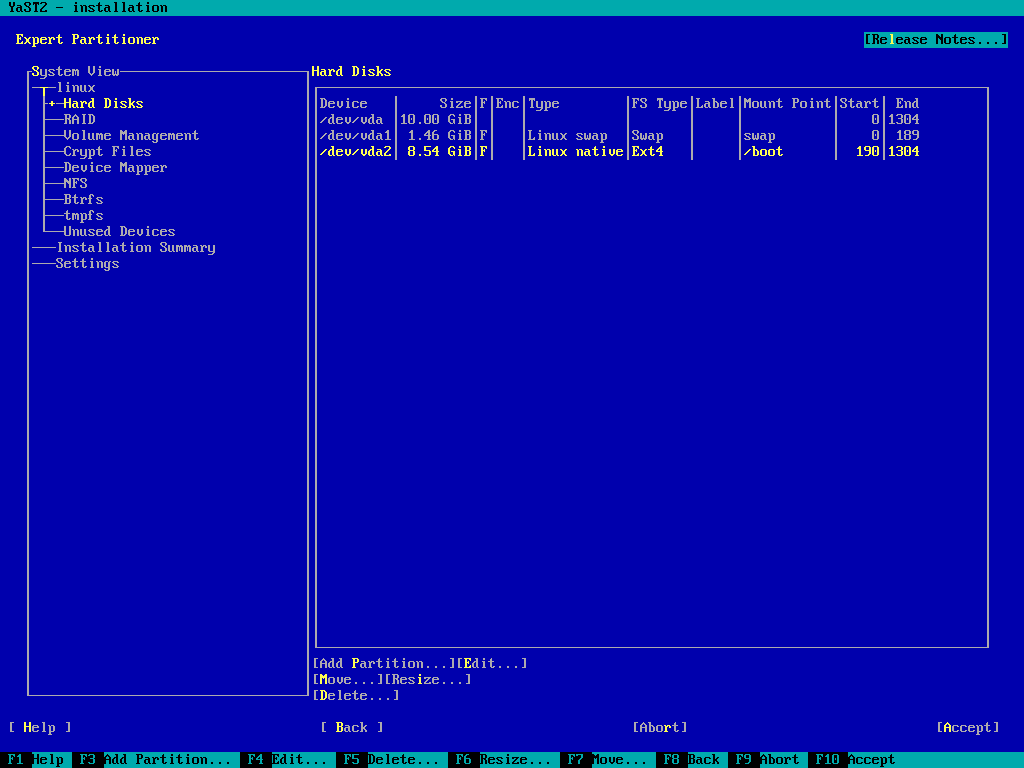 YaST2 - installation
Expert Partitioner [Release Notes...]
System View Hard Disks
linux
+Hard Disks Device Size F Enc Type FS Type Label Mount Point Start End
RAID /dev/vda 10.00 GiB 0 1304
Volume Management /dev/vda1 1.46 GiB F Linux swap Swap swap 0 189
Crypt Files /dev/vda2 8.54 GiB F Linux native Ext4 /boot 190 1304
Device Mapper
NFS
Btrfs
tmpfs
Unused Devices
Installation Summary
Settings
[Add Partition...][Edit...]
[Move...][Resize...]
[Delete...]
[ Help ] [ Back ] [Abort] [Accept]
F1 Help F3 Add Partition... F4 Edit... F5 Delete... F6 Resize... F7 Move... F8 Back F9 Abort F10 Accept